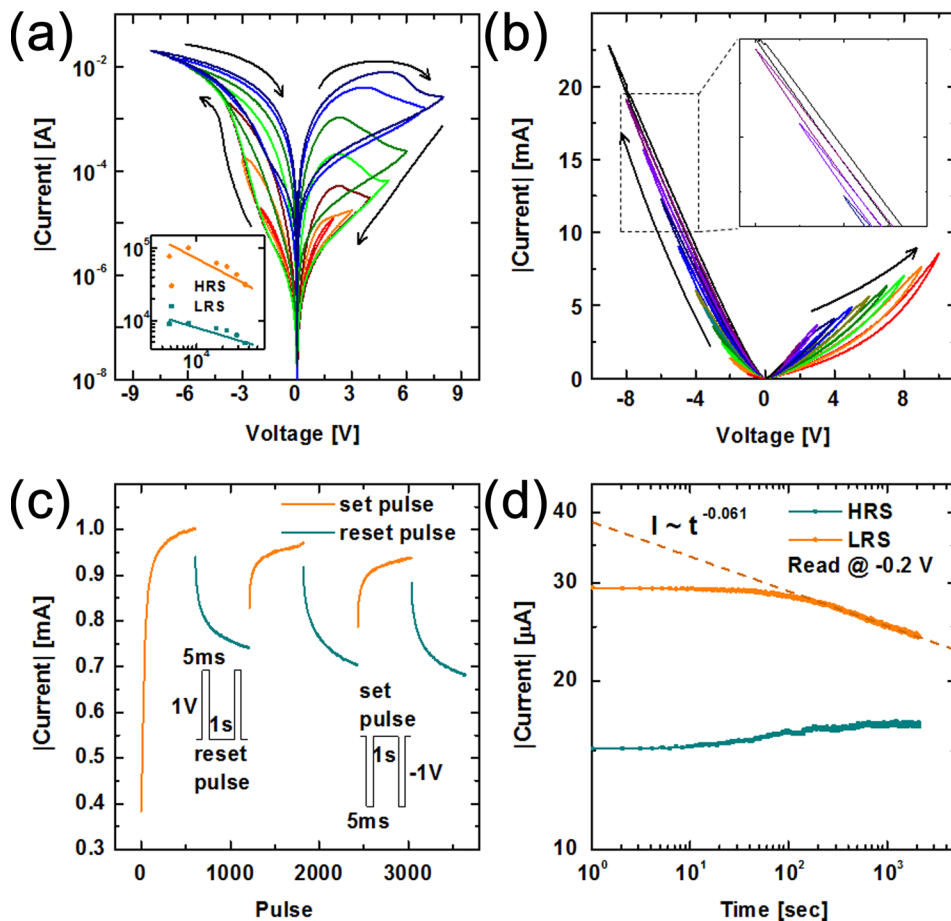 (a)
|Current| [A]
10^-2
10^-4
10^-6
10^-8
-9 -6 -3 0 3 6 9
Voltage [V]
10^5
10^4
10^4
HRS
LRS
(b)
|Current| [mA]
25
20
15
10
5
0
-8 -4 0 4 8
Voltage [V]
(c)
|Current| [mA]
1.0
0.9
0.8
0.7
0.6
0.5
0.4
0.3
0 1000 2000 3000
Pulse
set pulse
reset pulse
5ms
1V
1s
reset
pulse
set
pulse
1s
-1V
5ms
(d)
|Current| [µA]
40
30
20
10
10^0 10^1 10^2 10^3
Time [sec]
I ~ t^-0.061
HRS
LRS
Read @ -0.2 V